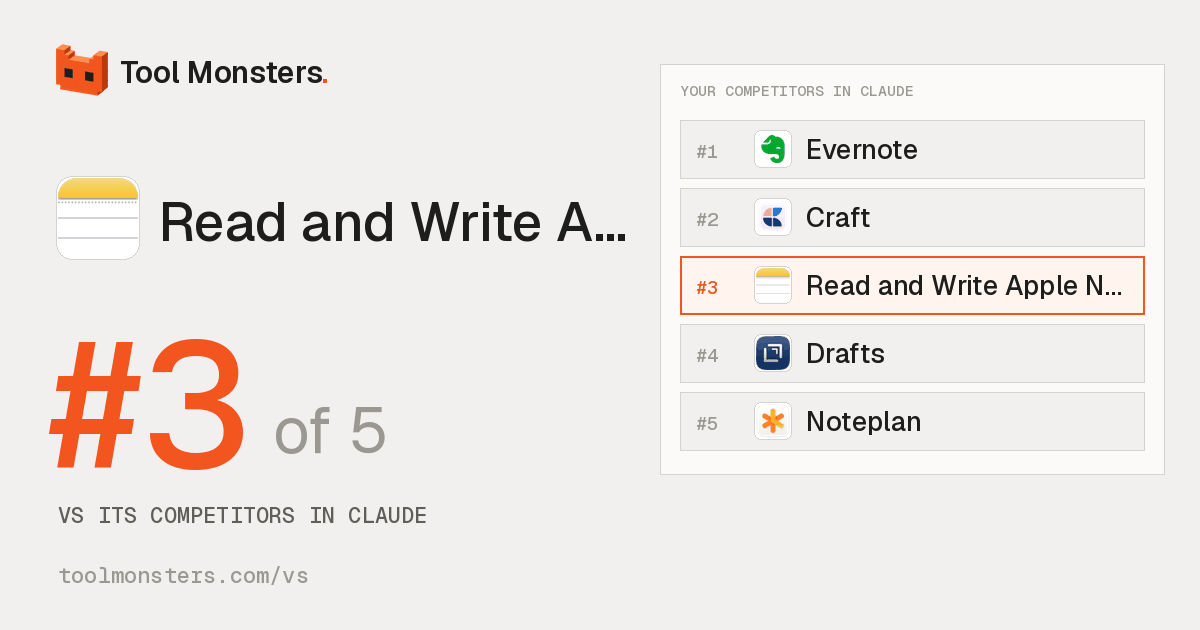 Tool Monsters.
Read and Write A...
#3 of 5
VS ITS COMPETITORS IN CLAUDE
toolmonsters.com/vs
YOUR COMPETITORS IN CLAUDE
#1 Evernote
#2 Craft
#3 Read and Write Apple N...
#4 Drafts
#5 Noteplan